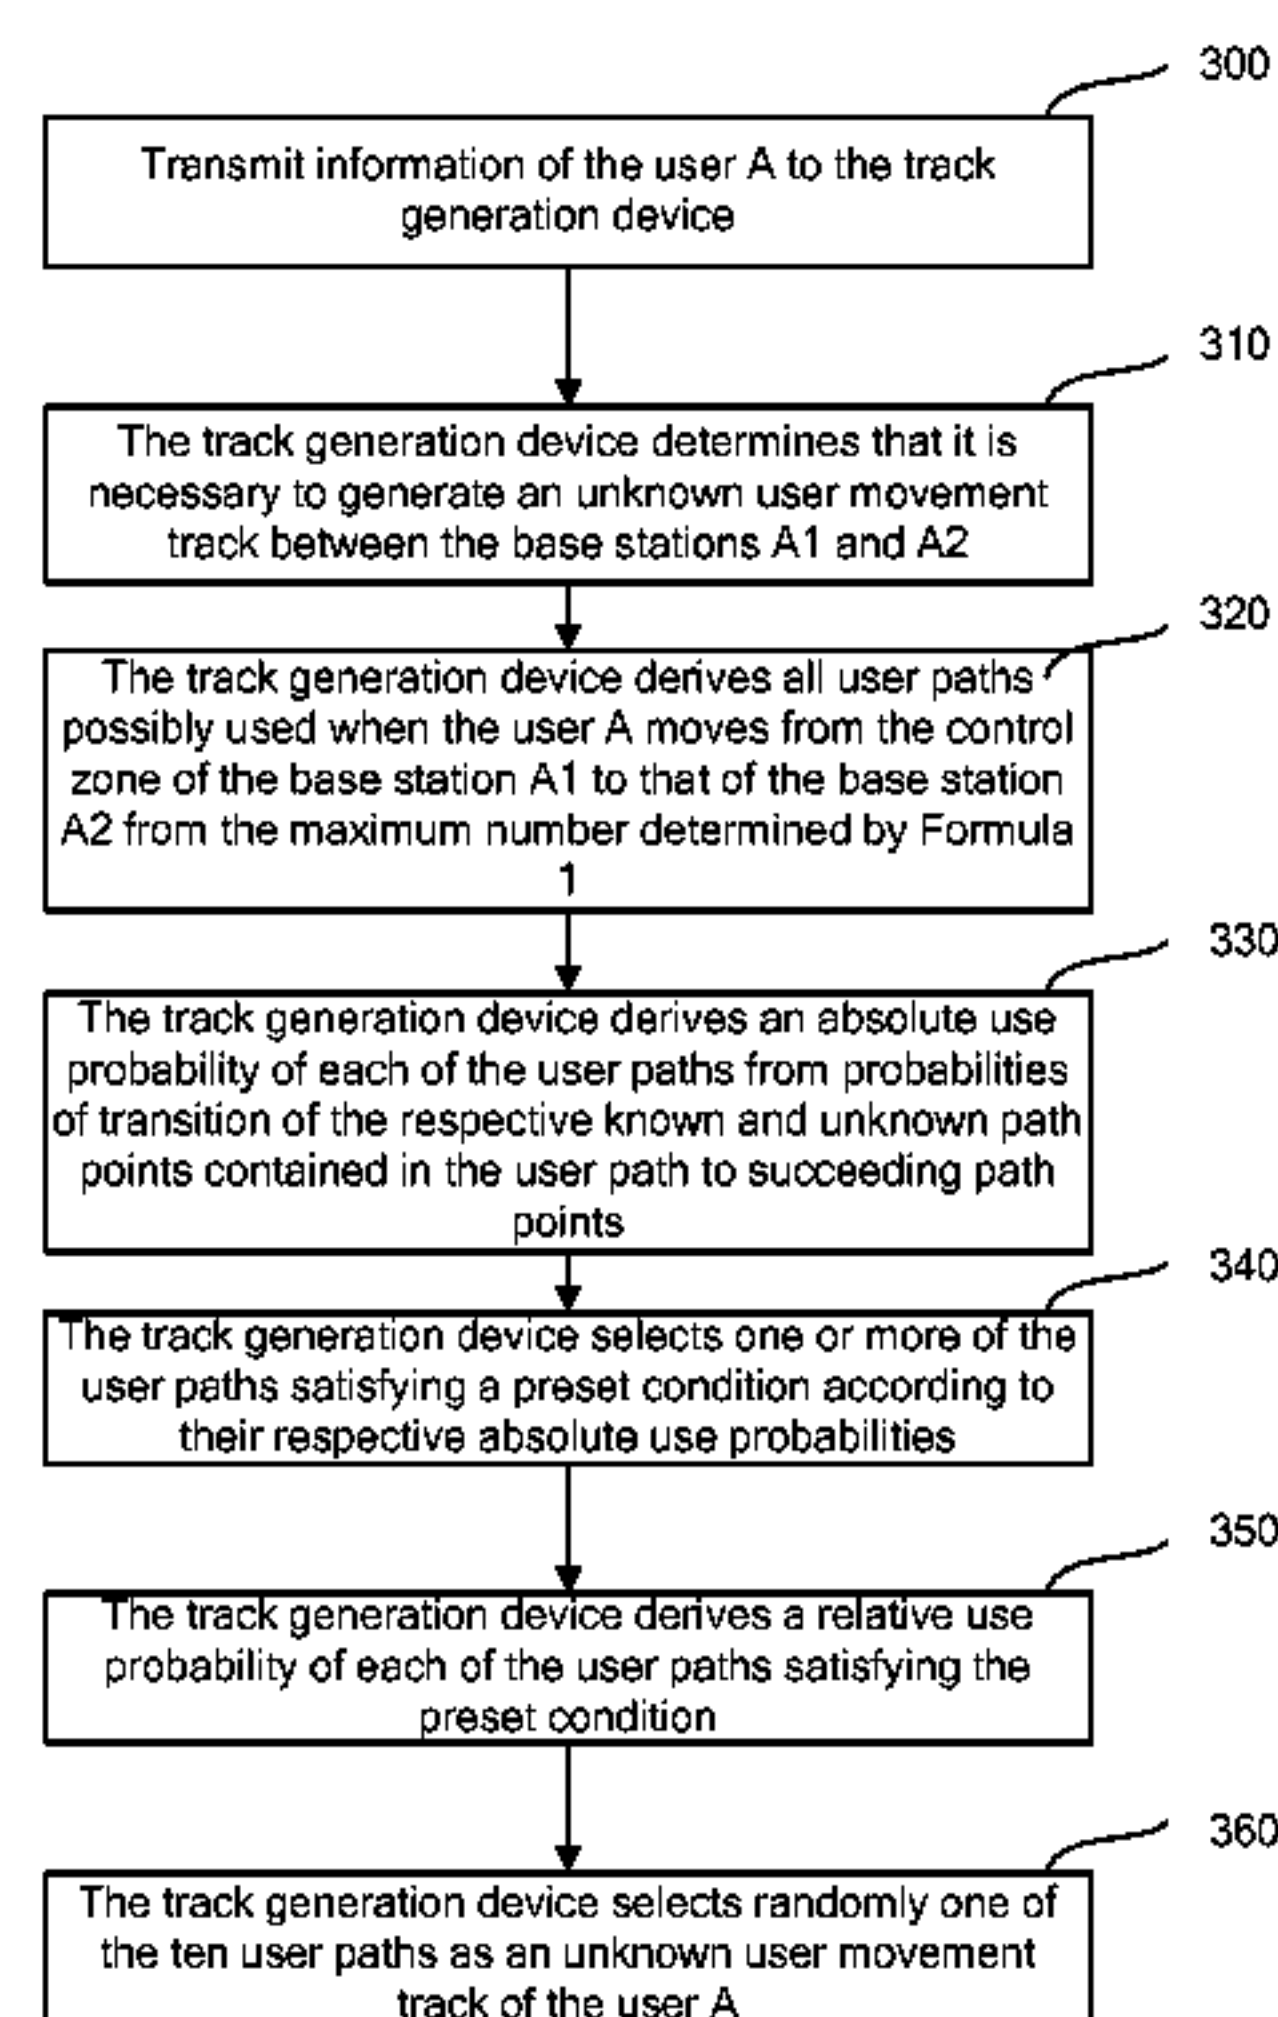 300
Transmit information of the user A to the track
generation device
310
The track generation device determines that it is
necessary to generate an unknown user movement
track between the base stations A1 and A2
320
The track generation device derives all user paths
possibly used when the user A moves from the control
zone of the base station A1 to that of the base station
A2 from the maximum number determined by Formula
1
330
The track generation device derives an absolute use
probability of each of the user paths from probabilities
of transition of the respective known and unknown path
points contained in the user path to succeeding path
points
340
The track generation device selects one or more of the
user paths satisfying a preset condition according to
their respective absolute use probabilities
350
The track generation device derives a relative use
probability of each of the user paths satisfying the
preset condition
360
The track generation device selects randomly one of
the ten user paths as an unknown user movement
track of the user A